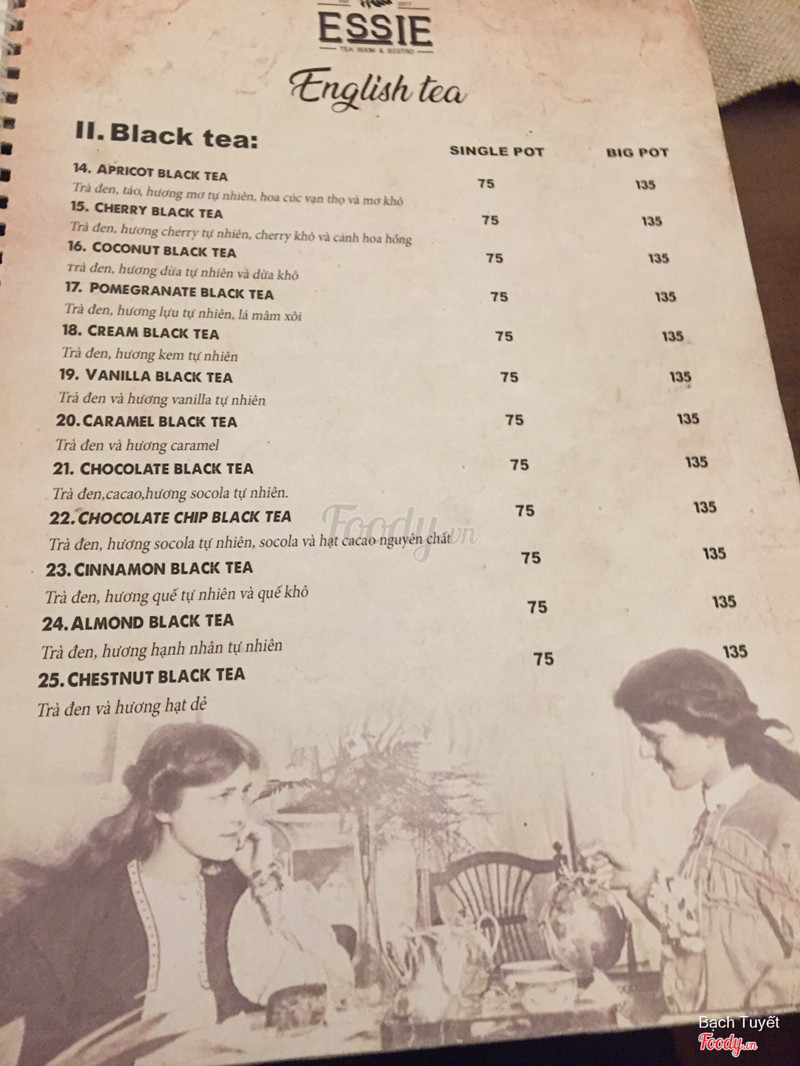 ESSIE
TEA ROOM & BISTRO
English tea
II. Black tea:
SINGLE POT BIG POT
14. APRICOT BLACK TEA 75 135
Trà đen, táo, hương mơ tự nhiên, hoa cúc vạn thọ và mơ khô
15. CHERRY BLACK TEA 75 135
Trà đen, hương cherry tự nhiên, cherry khô và cánh hoa hồng
16. COCONUT BLACK TEA 75 135
Trà đen, hương dừa tự nhiên và dừa khô
17. POMEGRANATE BLACK TEA 75 135
Trà đen, hương lựu tự nhiên, lá mâm xôi
18. CREAM BLACK TEA 75 135
Trà đen, hương kem tự nhiên
19. VANILLA BLACK TEA 75 135
Trà đen và hương vanilla tự nhiên
20. CARAMEL BLACK TEA 75 135
Trà đen và hương caramel
21. CHOCOLATE BLACK TEA 75 135
Trà đen,cacao,hương socola tự nhiên.
22. CHOCOLATE CHIP BLACK TEA 75 135
Trà đen, hương socola tự nhiên, socola và hạt cacao nguyên chất
23. CINNAMON BLACK TEA 75 135
Trà đen, hương quế tự nhiên và quế khô
24. ALMOND BLACK TEA 75 135
Trà đen, hương hạnh nhân tự nhiên
25. CHESTNUT BLACK TEA 75 135
Trà đen và hương hạt dẻ
Foody.vn
Bạch Tuyết
Foody.vn